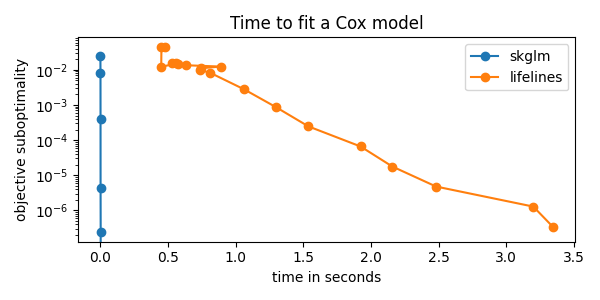 Time to fit a Cox model
objective suboptimality
10⁻²
10⁻³
10⁻⁴
10⁻⁵
10⁻⁶
skglm
lifelines
0.0 0.5 1.0 1.5 2.0 2.5 3.0 3.5
time in seconds